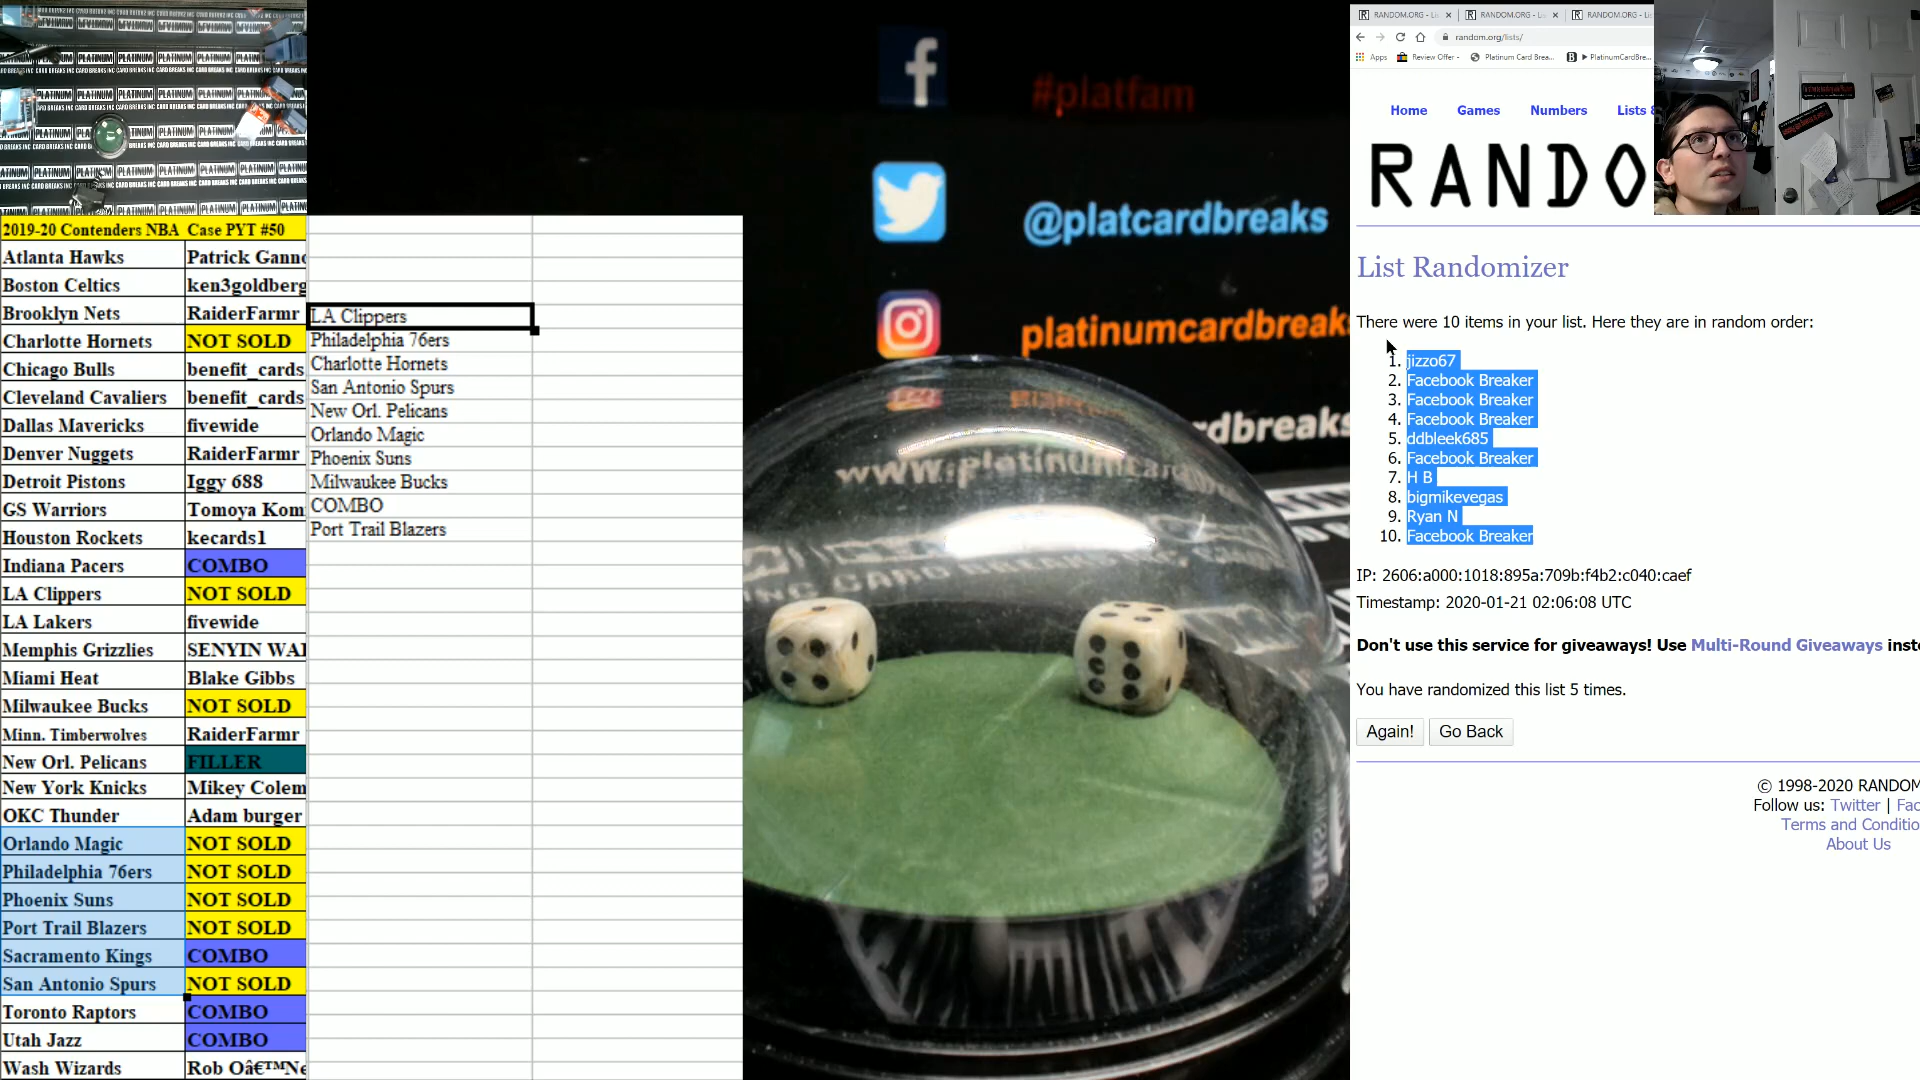 2019-20 Contenders NBA Case PYT #50
Atlanta Hawks Patrick Ganno
Boston Celtics ken3goldberg
Brooklyn Nets RaiderFarmr
Charlotte Hornets NOT SOLD
Chicago Bulls benefit_cards
Cleveland Cavaliers benefit_cards
Dallas Mavericks fivewide
Denver Nuggets RaiderFarmr
Detroit Pistons Iggy 688
GS Warriors Tomoya Kom
Houston Rockets kecards1
Indiana Pacers COMBO
LA Clippers NOT SOLD
LA Lakers fivewide
Memphis Grizzlies SENYIN WAI
Miami Heat Blake Gibbs
Milwaukee Bucks NOT SOLD
Minn. Timberwolves RaiderFarmr
New Orl. Pelicans FILLER
New York Knicks Mikey Colem
OKC Thunder Adam burger
Orlando Magic NOT SOLD
Philadelphia 76ers NOT SOLD
Phoenix Suns NOT SOLD
Port Trail Blazers NOT SOLD
Sacramento Kings COMBO
San Antonio Spurs NOT SOLD
Toronto Raptors COMBO
Utah Jazz COMBO
Wash Wizards Rob Oâ€™Ne
LA Clippers
Philadelphia 76ers
Charlotte Hornets
San Antonio Spurs
New Orl. Pelicans
Orlando Magic
Phoenix Suns
Milwaukee Bucks
COMBO
Port Trail Blazers
#platfam
@platcardbreaks
platinumcardbreaks
rdbreaks
www.platinumcar
RANDOM.ORG - Li RANDOM.ORG - Lis RANDOM.ORG - Lis
random.org/lists/
Apps Review Offer - Platinum Card Brea... PlatinumCardBre...
Home Games Numbers Lists &
RANDO
List Randomizer
There were 10 items in your list. Here they are in random order:
1. jizzo67
2. Facebook Breaker
3. Facebook Breaker
4. Facebook Breaker
5. ddbleek685
6. Facebook Breaker
7. H B
8. bigmikevegas
9. Ryan N
10. Facebook Breaker
IP: 2606:a000:1018:895a:709b:f4b2:c040:caef
Timestamp: 2020-01-21 02:06:08 UTC
Don't use this service for giveaways! Use Multi-Round Giveaways inste
You have randomized this list 5 times.
Again! Go Back
© 1998-2020 RANDOM
Follow us: Twitter | Fac
Terms and Conditio
About Us